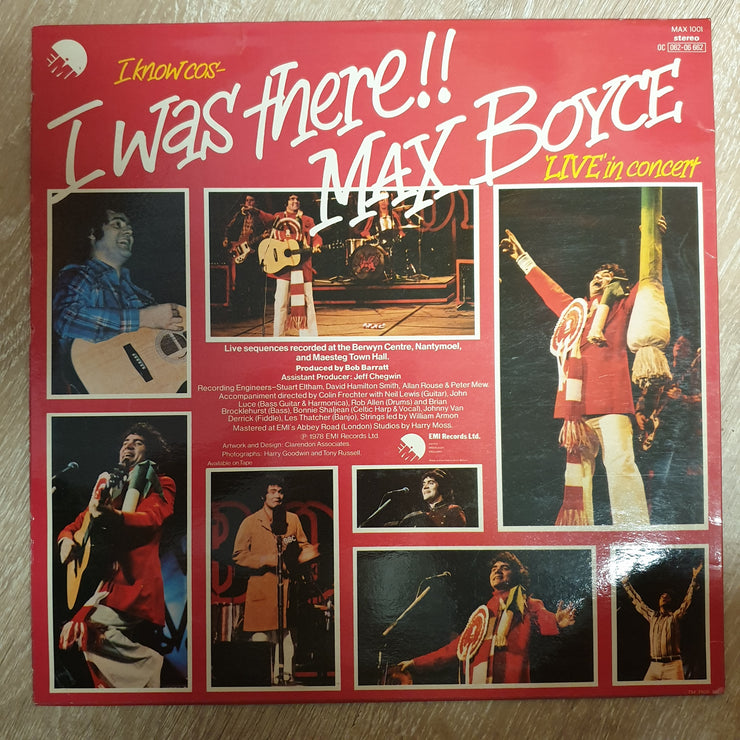 MAX 1001
stereo
OC 062-06 662
I know cos-
I was there!!
MAX BOYCE
'LIVE' in concert
Live sequences recorded at the Berwyn Centre, Nantymoel,
and Maesteg Town Hall.
Produced by Bob Barratt
Assistant Producer: Jeff Chegwin
Recording Engineers-Stuart Eltham, David Hamilton Smith, Allan Rouse & Peter Mew.
Accompaniment directed by Colin Frechter with Neil Lewis (Guitar), John
Luce (Bass Guitar & Harmonica), Rob Allen (Drums) and Brian
Brocklehurst (Bass), Bonnie Shaljean (Celtic Harp & Vocal), Johnny Van
Derrick (Fiddle), Les Thatcher (Banjo), Strings led by William Armon
Mastered at EMI's Abbey Road (London) Studios by Harry Moss.
℗ 1978 EMI Records Ltd.
Artwork and Design: Clarendon Associates.
Photographs: Harry Goodwin and Tony Russell.
Available on Tape
EMI
EMI Records Ltd.